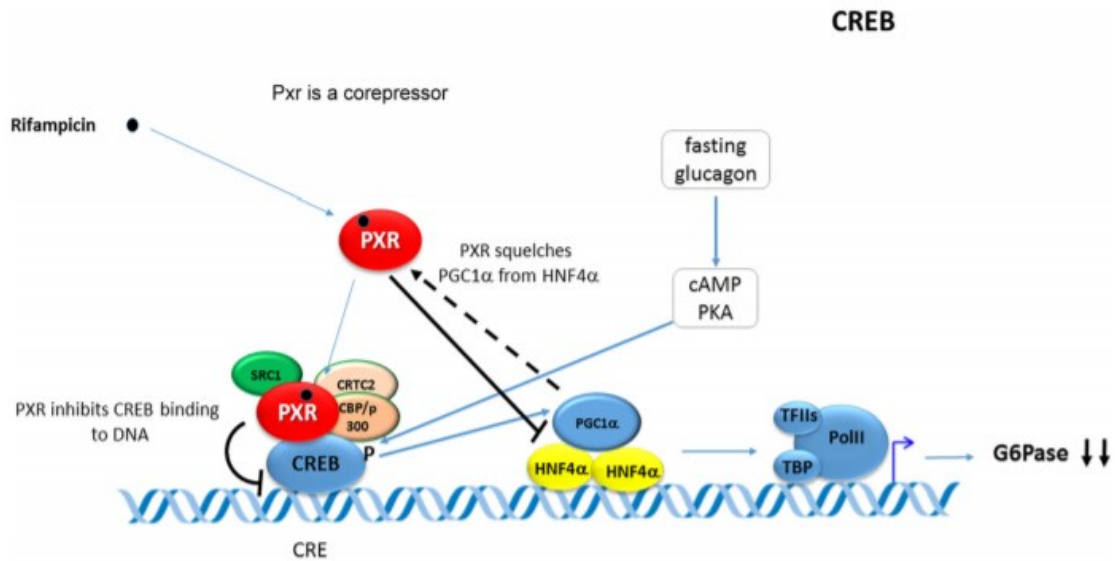 CREB
Pxr is a corepressor
Rifampicin
fasting
glucagon
PXR
PXR squelches
PGC1α from HNF4α
cAMP
PKA
SRC1
CRTC2
PXR
CBP/p
300
PXR inhibits CREB binding
to DNA
CREB
P
PGC1α
HNF4α
HNF4α
TFIIs
PolII
TBP
G6Pase
CRE